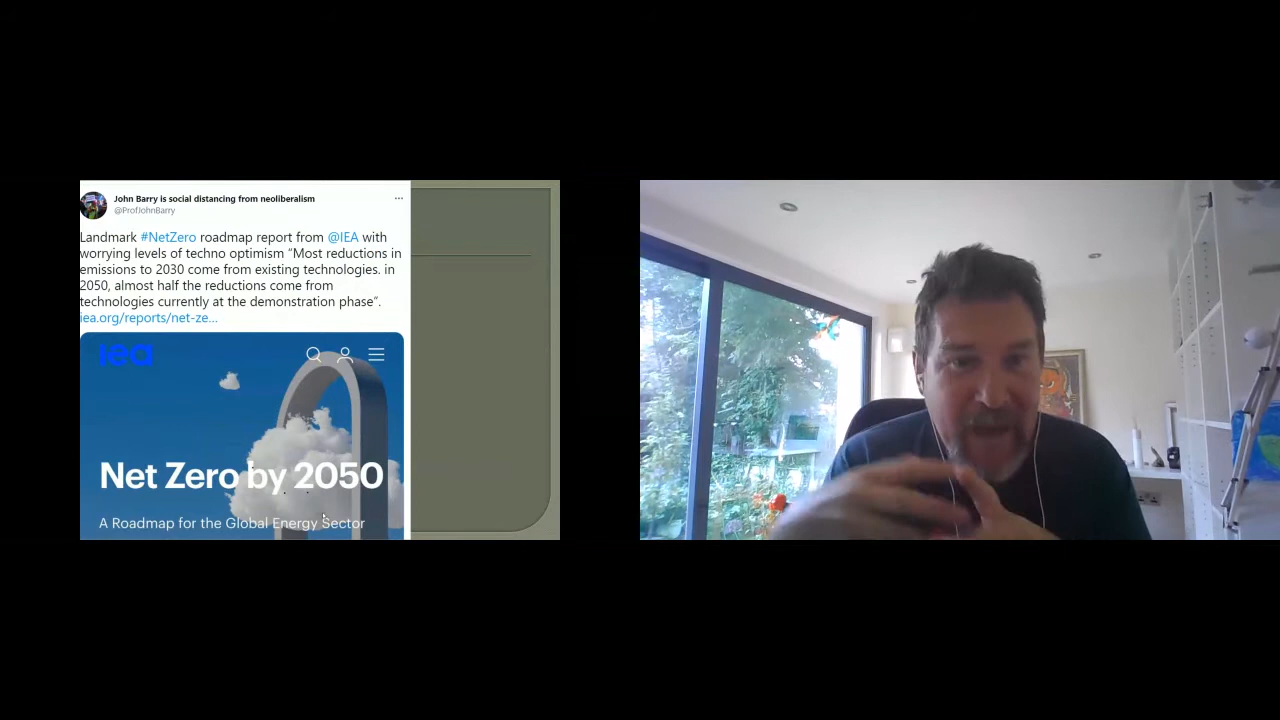 John Barry is social distancing from neoliberalism
@ProfJohnBarry
Landmark #NetZero roadmap report from @IEA with
worrying levels of techno optimism “Most reductions in
emissions to 2030 come from existing technologies. in
2050, almost half the reductions come from
technologies currently at the demonstration phase”.
iea.org/reports/net-ze...
iea
Net Zero by 2050
A Roadmap for the Global Energy Sector